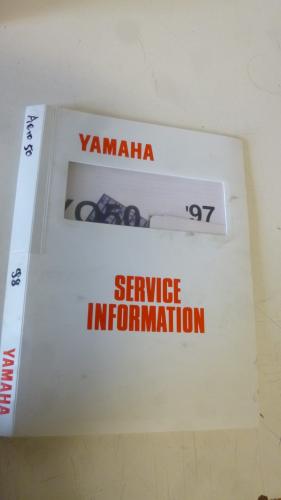 YAMAHA
'97
SERVICE
INFORMATION
Aero 50
98
YAMAHA